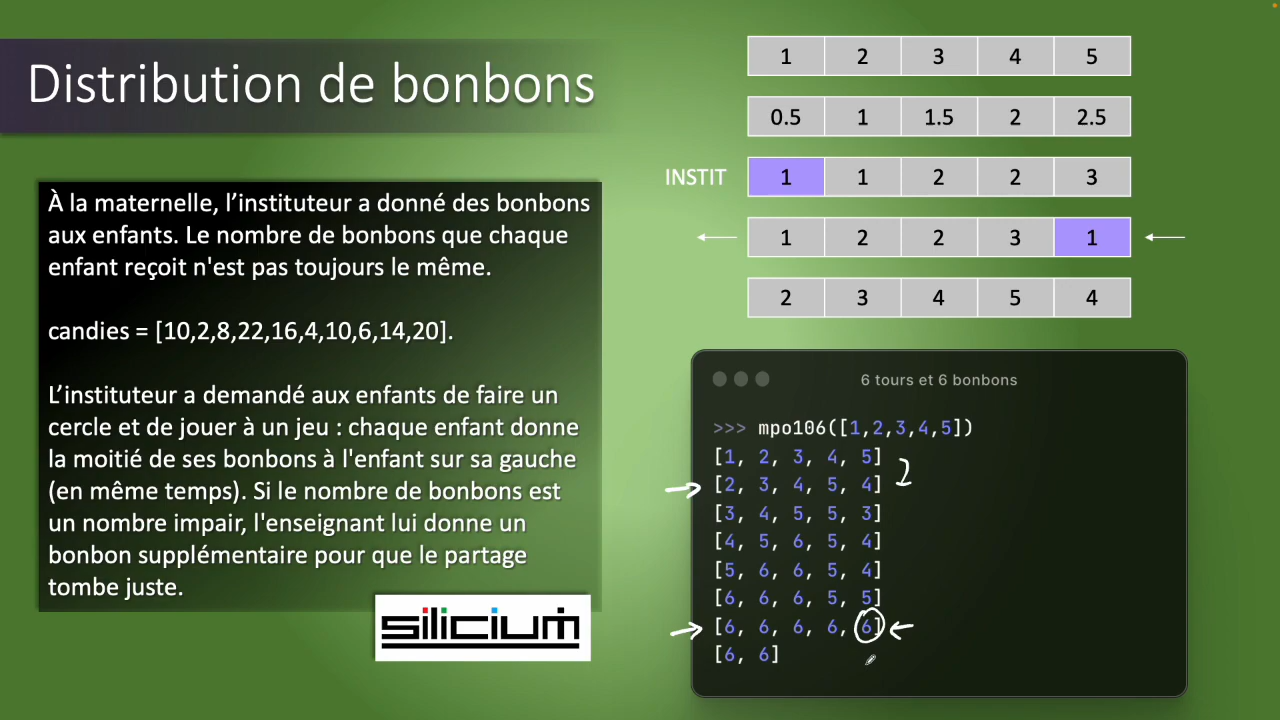 Distribution de bonbons
À la maternelle, l’instituteur a donné des bonbons
aux enfants. Le nombre de bonbons que chaque
enfant reçoit n'est pas toujours le même.
candies = [10,2,8,22,16,4,10,6,14,20].
L’instituteur a demandé aux enfants de faire un
cercle et de jouer à un jeu : chaque enfant donne
la moitié de ses bonbons à l'enfant sur sa gauche
(en même temps). Si le nombre de bonbons est
un nombre impair, l'enseignant lui donne un
bonbon supplémentaire pour que le partage
tombe juste.
silicium
1 2 3 4 5
0.5 1 1.5 2 2.5
INSTIT 1 1 2 2 3
1 2 2 3 1
2 3 4 5 4
6 tours et 6 bonbons
>>> mpo106([1,2,3,4,5])
[1, 2, 3, 4, 5]
[2, 3, 4, 5, 4]
[3, 4, 5, 5, 3]
[4, 5, 6, 5, 4]
[5, 6, 6, 5, 4]
[6, 6, 6, 5, 5]
[6, 6, 6, 6, 6]
[6, 6]